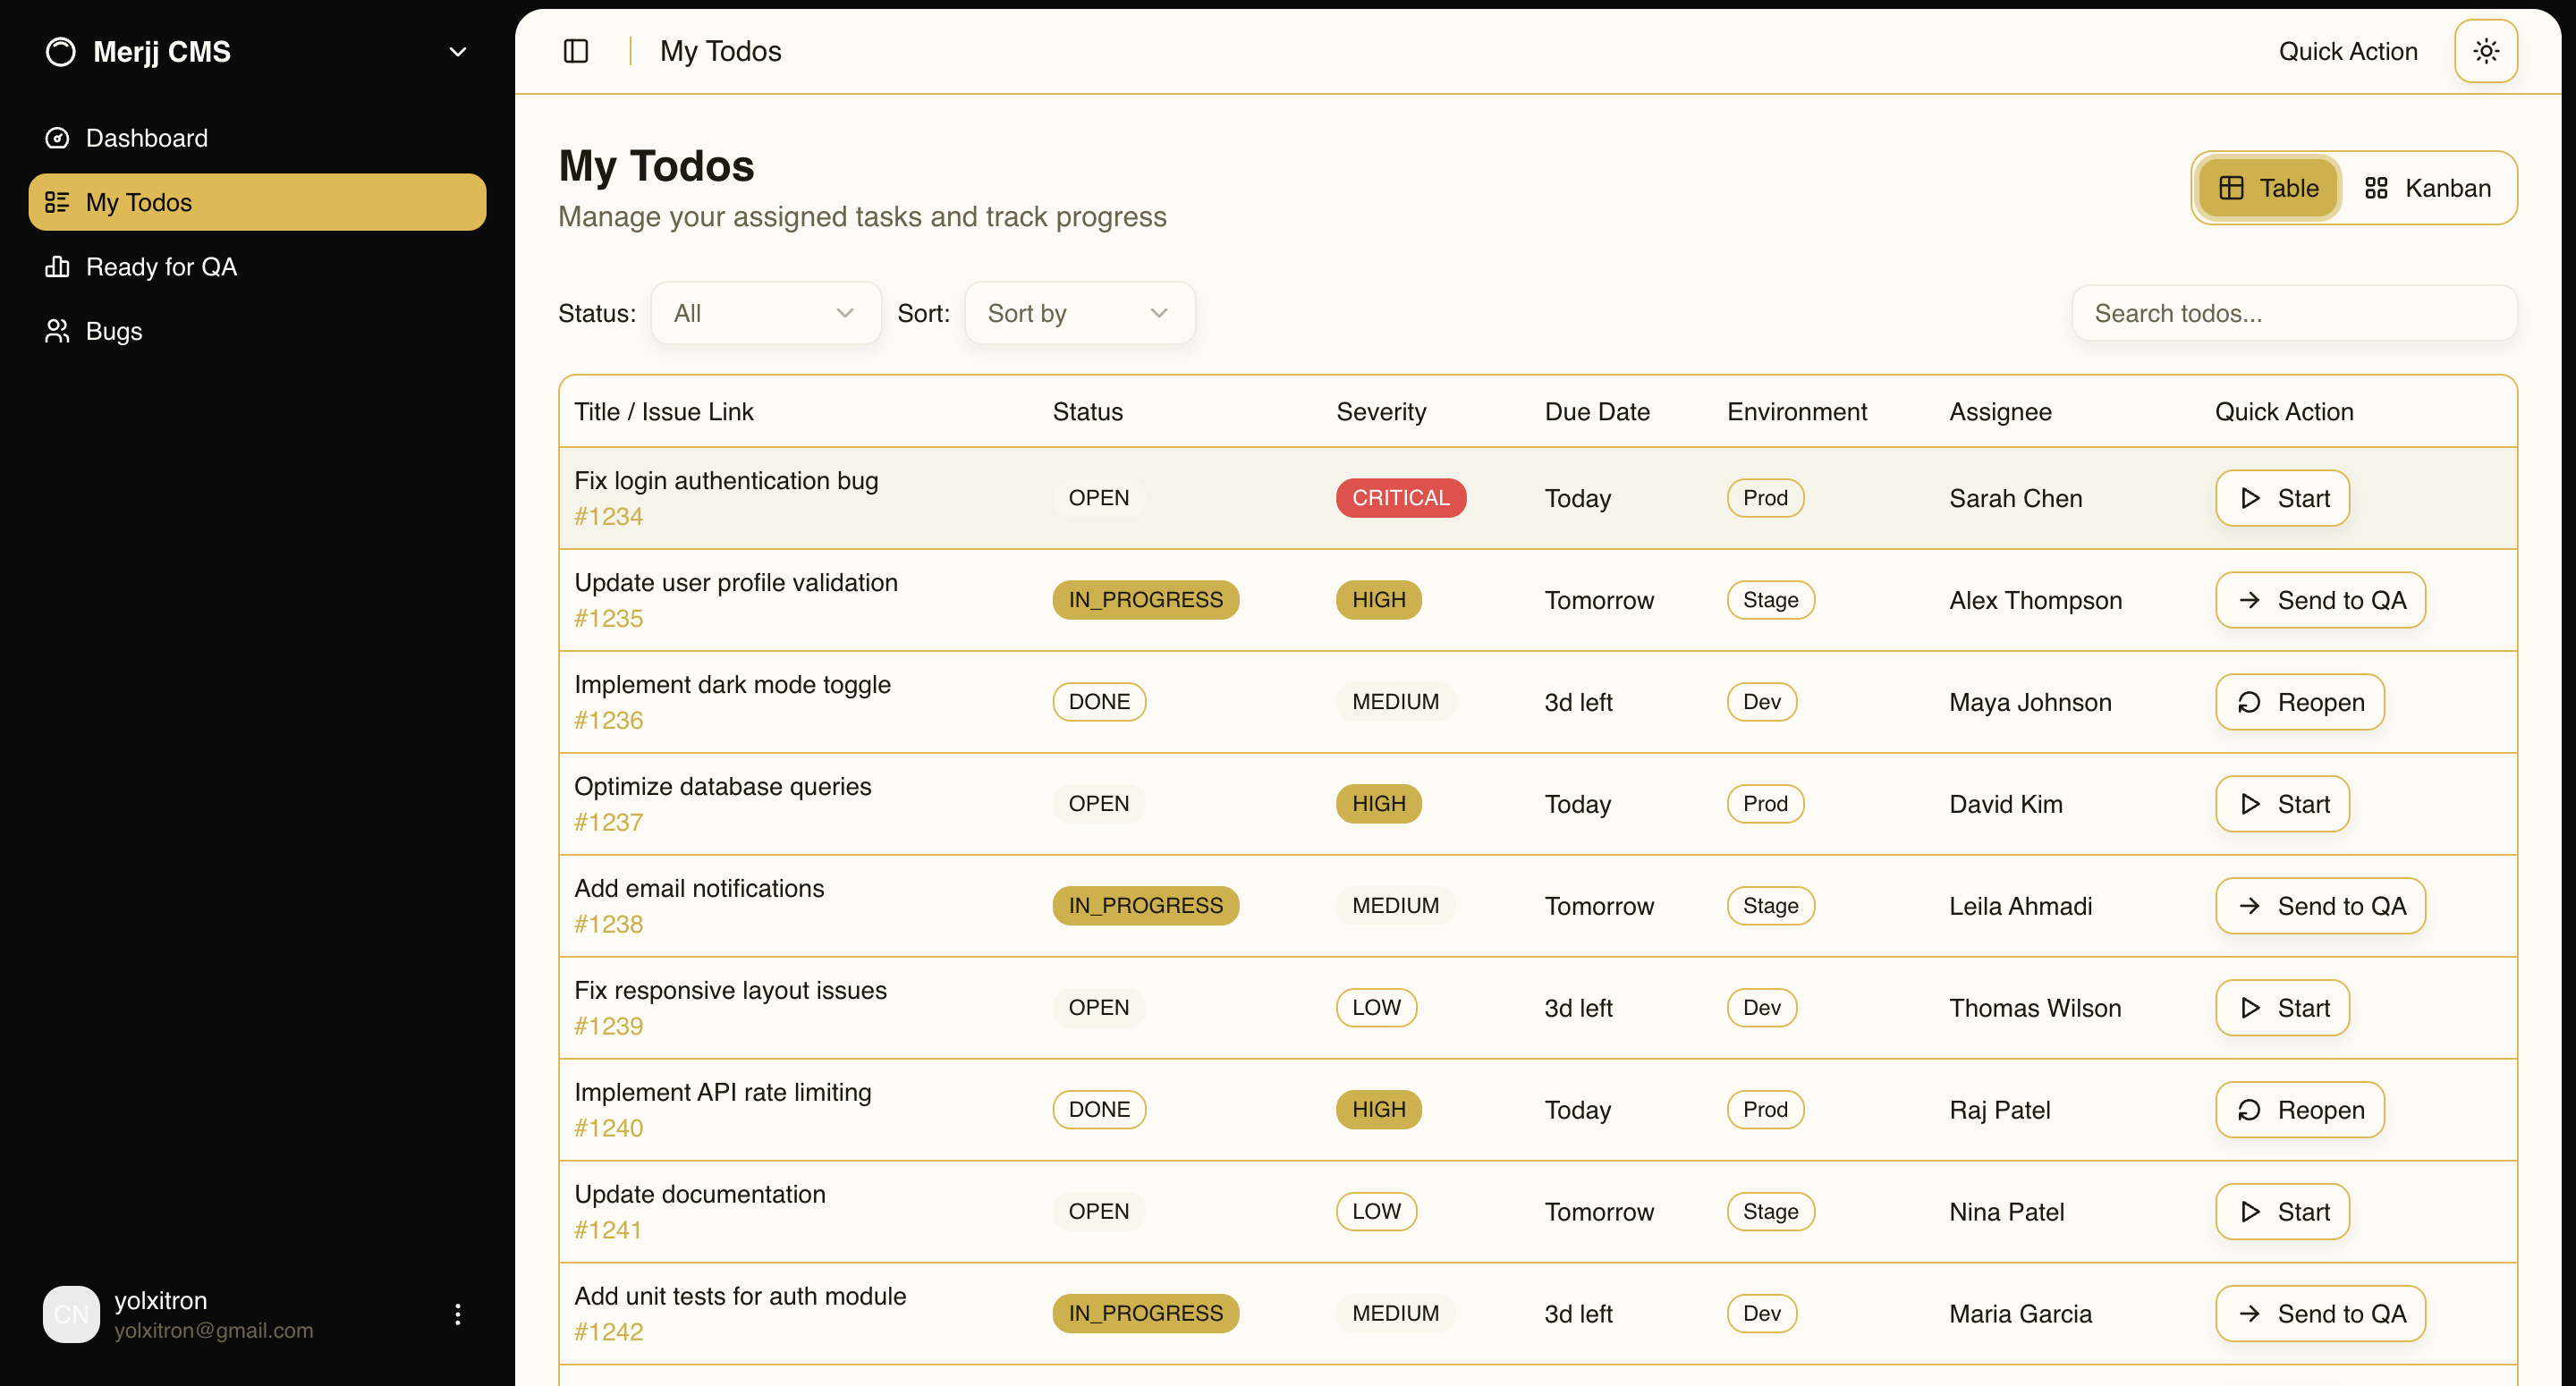 Merjj CMS
Dashboard
My Todos
Ready for QA
Bugs
CN
yolxitron
yolxitron@gmail.com
My Todos
Quick Action
My Todos
Manage your assigned tasks and track progress
Table Kanban
Status: All Sort: Sort by Search todos...
Title / Issue Link Status Severity Due Date Environment Assignee Quick Action
Fix login authentication bug
#1234 OPEN CRITICAL Today Prod Sarah Chen Start
Update user profile validation
#1235 IN_PROGRESS HIGH Tomorrow Stage Alex Thompson Send to QA
Implement dark mode toggle
#1236 DONE MEDIUM 3d left Dev Maya Johnson Reopen
Optimize database queries
#1237 OPEN HIGH Today Prod David Kim Start
Add email notifications
#1238 IN_PROGRESS MEDIUM Tomorrow Stage Leila Ahmadi Send to QA
Fix responsive layout issues
#1239 OPEN LOW 3d left Dev Thomas Wilson Start
Implement API rate limiting
#1240 DONE HIGH Today Prod Raj Patel Reopen
Update documentation
#1241 OPEN LOW Tomorrow Stage Nina Patel Start
Add unit tests for auth module
#1242 IN_PROGRESS MEDIUM 3d left Dev Maria Garcia Send to QA